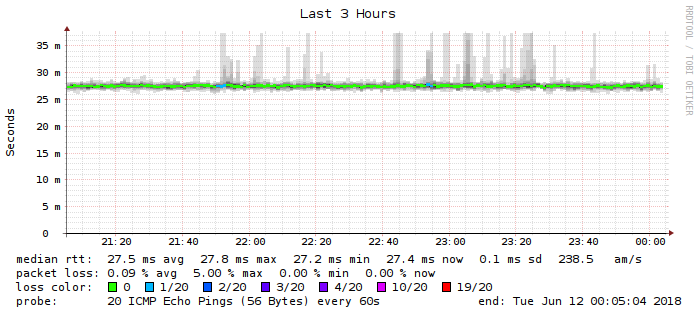 Last 3 Hours
RRDTOOL / TOBI OETIKER
Seconds
35 m
30 m
25 m
20 m
15 m
10 m
5 m
0
21:20 21:40 22:00 22:20 22:40 23:00 23:20 23:40 00:00
median rtt: 27.5 ms avg 27.8 ms max 27.2 ms min 27.4 ms now 0.1 ms sd 238.5 am/s
packet loss: 0.09 % avg 5.00 % max 0.00 % min 0.00 % now
loss color: 0 1/20 2/20 3/20 4/20 10/20 19/20
probe: 20 ICMP Echo Pings (56 Bytes) every 60s end: Tue Jun 12 00:05:04 2018